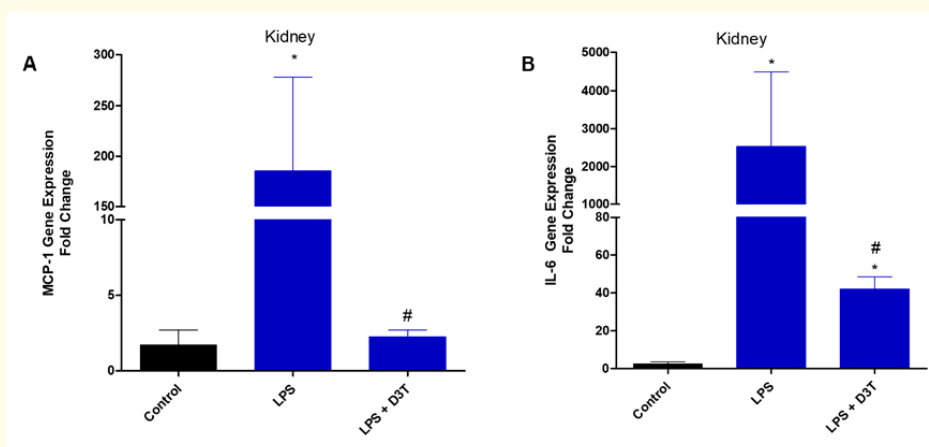 Kidney
A
300
250
200
150
10
5
0
MCP-1 Gene Expression
Fold Change
*
#
Control
LPS
LPS + D3T
Kidney
B
5000
4000
3000
2000
1000
80
60
40
20
0
IL-6 Gene Expression
Fold Change
*
#
*
Control
LPS
LPS + D3T